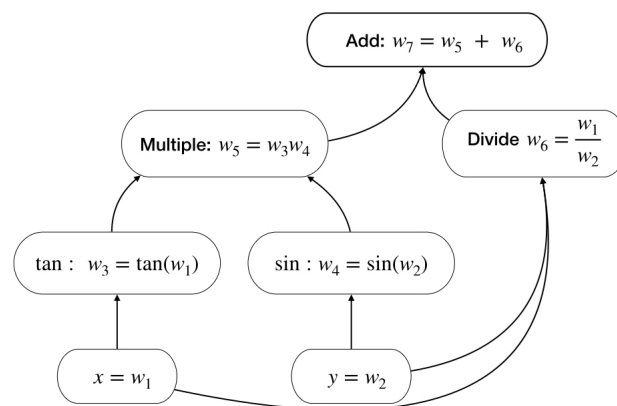 Add: w₇ = w₅ + w₆
Multiple: w₅ = w₃w₄
Divide w₆ = w₁/w₂
tan : w₃ = tan(w₁)
sin : w₄ = sin(w₂)
x = w₁
y = w₂